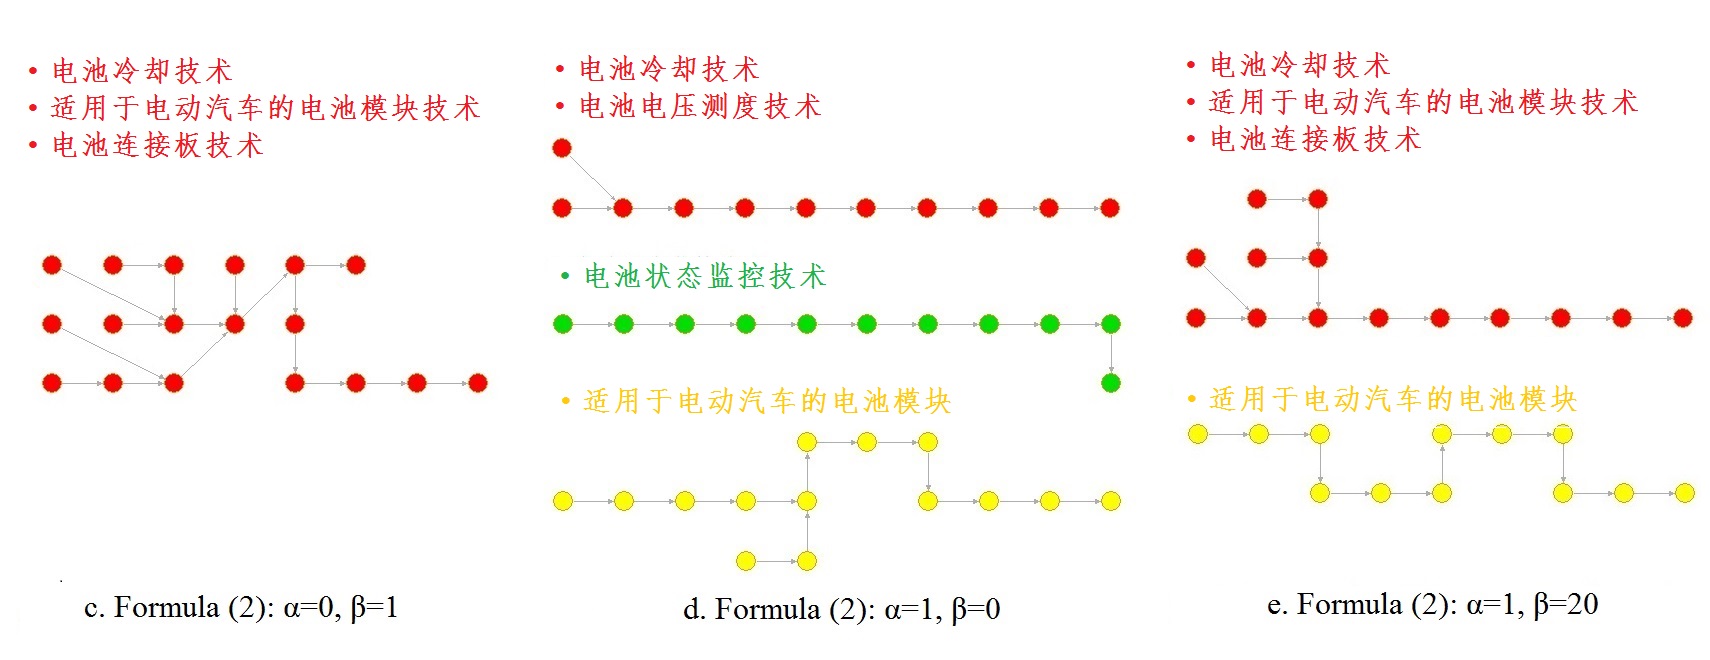 • 电池冷却技术
• 适用于电动汽车的电池模块技术
• 电池连接板技术
c. Formula (2): α=0, β=1
• 电池冷却技术
• 电池电压测度技术
• 电池状态监控技术
• 适用于电动汽车的电池模块
d. Formula (2): α=1, β=0
• 电池冷却技术
• 适用于电动汽车的电池模块技术
• 电池连接板技术
• 适用于电动汽车的电池模块
e. Formula (2): α=1, β=20